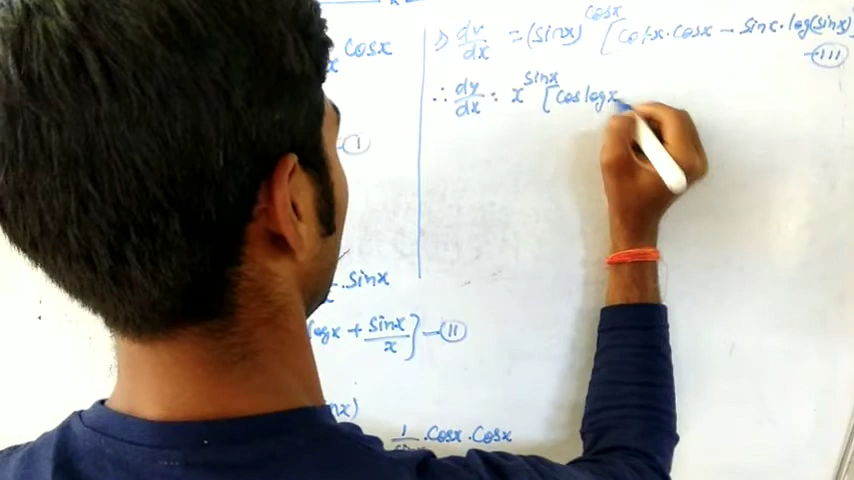 Cosx
x
— I
.Sinx
x
logx + Sinx/x ] — II
nx)
1 .Cosx .Cosx
⇒ dv/dx = (Sinx)^Cosx [Cotx.Cosx - Sinx.log(sinx)]
— III
∴ dy/dx = x^Sinx [Cos logx